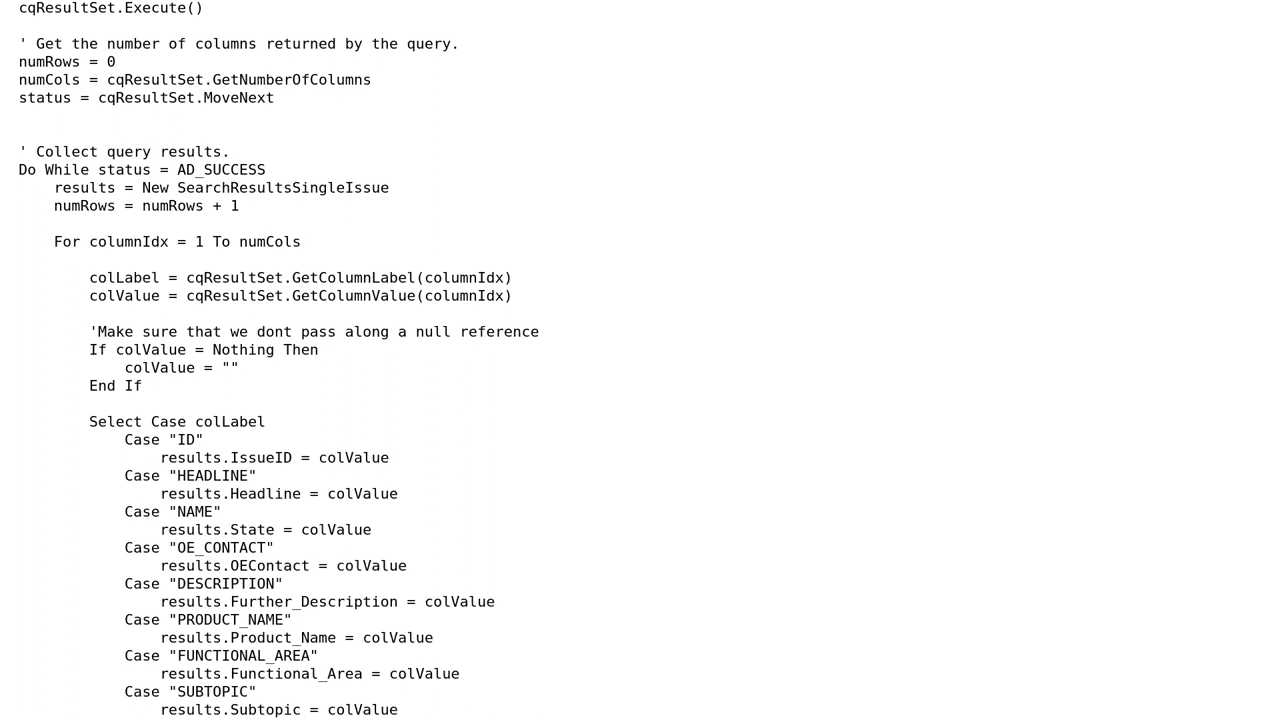 cqResultSet.Execute()
' Get the number of columns returned by the query.
numRows = 0
numCols = cqResultSet.GetNumberOfColumns
status = cqResultSet.MoveNext
' Collect query results.
Do While status = AD_SUCCESS
results = New SearchResultsSingleIssue
numRows = numRows + 1
For columnIdx = 1 To numCols
colLabel = cqResultSet.GetColumnLabel(columnIdx)
colValue = cqResultSet.GetColumnValue(columnIdx)
'Make sure that we dont pass along a null reference
If colValue = Nothing Then
colValue = ""
End If
Select Case colLabel
Case "ID"
results.IssueID = colValue
Case "HEADLINE"
results.Headline = colValue
Case "NAME"
results.State = colValue
Case "OE_CONTACT"
results.OEContact = colValue
Case "DESCRIPTION"
results.Further_Description = colValue
Case "PRODUCT_NAME"
results.Product_Name = colValue
Case "FUNCTIONAL_AREA"
results.Functional_Area = colValue
Case "SUBTOPIC"
results.Subtopic = colValue